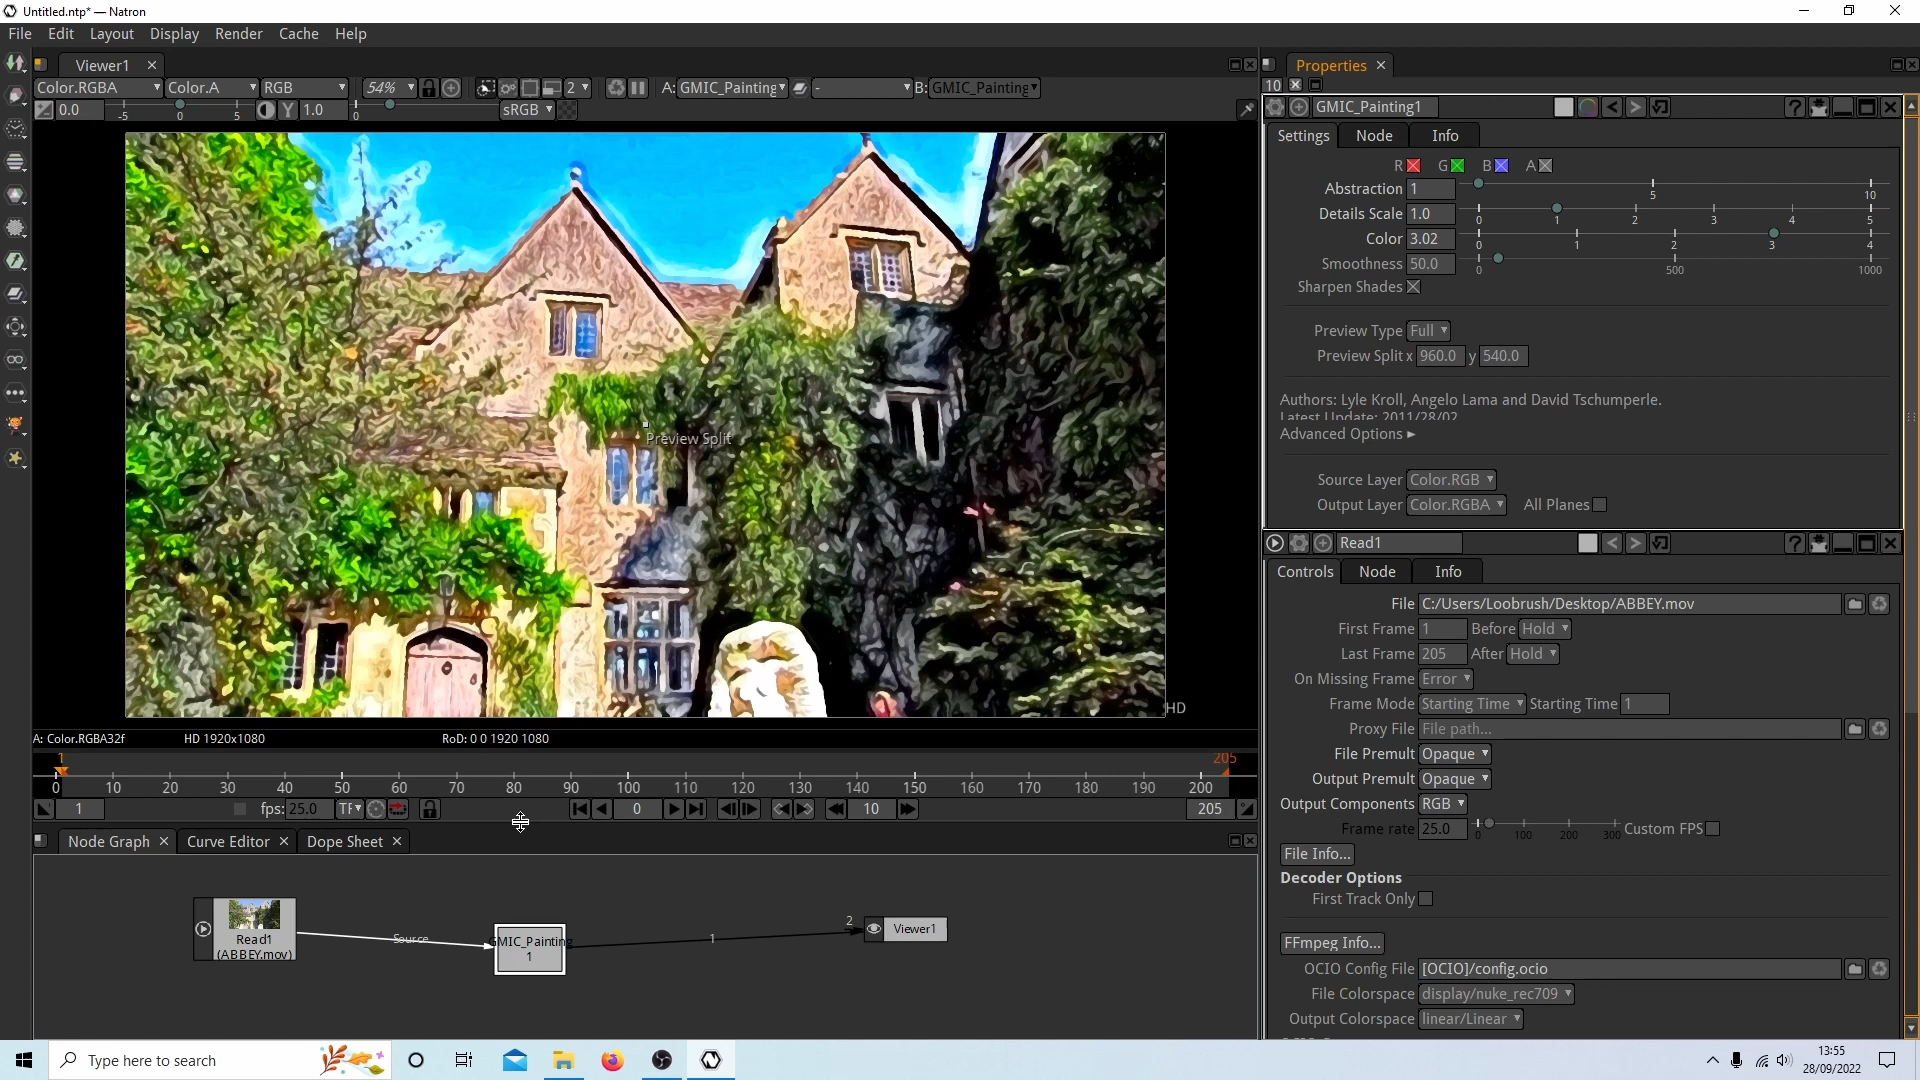 Untitled.ntp* — Natron
File Edit Layout Display Render Cache Help
Viewer1
Color.RGBA Color.A RGB 54% 2 A: GMIC_Painting - B: GMIC_Painting
0.0 -5 0 5 Y 1.0 0 sRGB
Preview Split
HD
A: Color.RGBA32f HD 1920x1080 RoD: 0 0 1920 1080
1 205
0 10 20 30 40 50 60 70 80 90 100 110 120 130 140 150 160 170 180 190 200
1 fps: 25.0 TF 0 10 205
Node Graph Curve Editor Dope Sheet
Read1
(ABBEY.mov)
Source
GMIC_Painting
1
1
2
Viewer1
Properties
10
GMIC_Painting1
Settings Node Info
R G B A
Abstraction 1 0 5 10
Details Scale 1.0 0 1 2 3 4 5
Color 3.02 0 1 2 3 4
Smoothness 50.0 0 500 1000
Sharpen Shades
Preview Type Full
Preview Split x 960.0 y 540.0
Authors: Lyle Kroll, Angelo Lama and David Tschumperle.
Latest Update: 2011/28/02
Advanced Options
Source Layer Color.RGB
Output Layer Color.RGBA All Planes
Read1
Controls Node Info
File C:/Users/Loobrush/Desktop/ABBEY.mov
First Frame 1 Before Hold
Last Frame 205 After Hold
On Missing Frame Error
Frame Mode Starting Time Starting Time 1
Proxy File File path...
File Premult Opaque
Output Premult Opaque
Output Components RGB
Frame rate 25.0 0 100 200 300 Custom FPS
File Info...
Decoder Options
First Track Only
FFmpeg Info...
OCIO Config File [OCIO]/config.ocio
File Colorspace display/nuke_rec709
Output Colorspace linear/Linear
Type here to search
13:55
28/09/2022